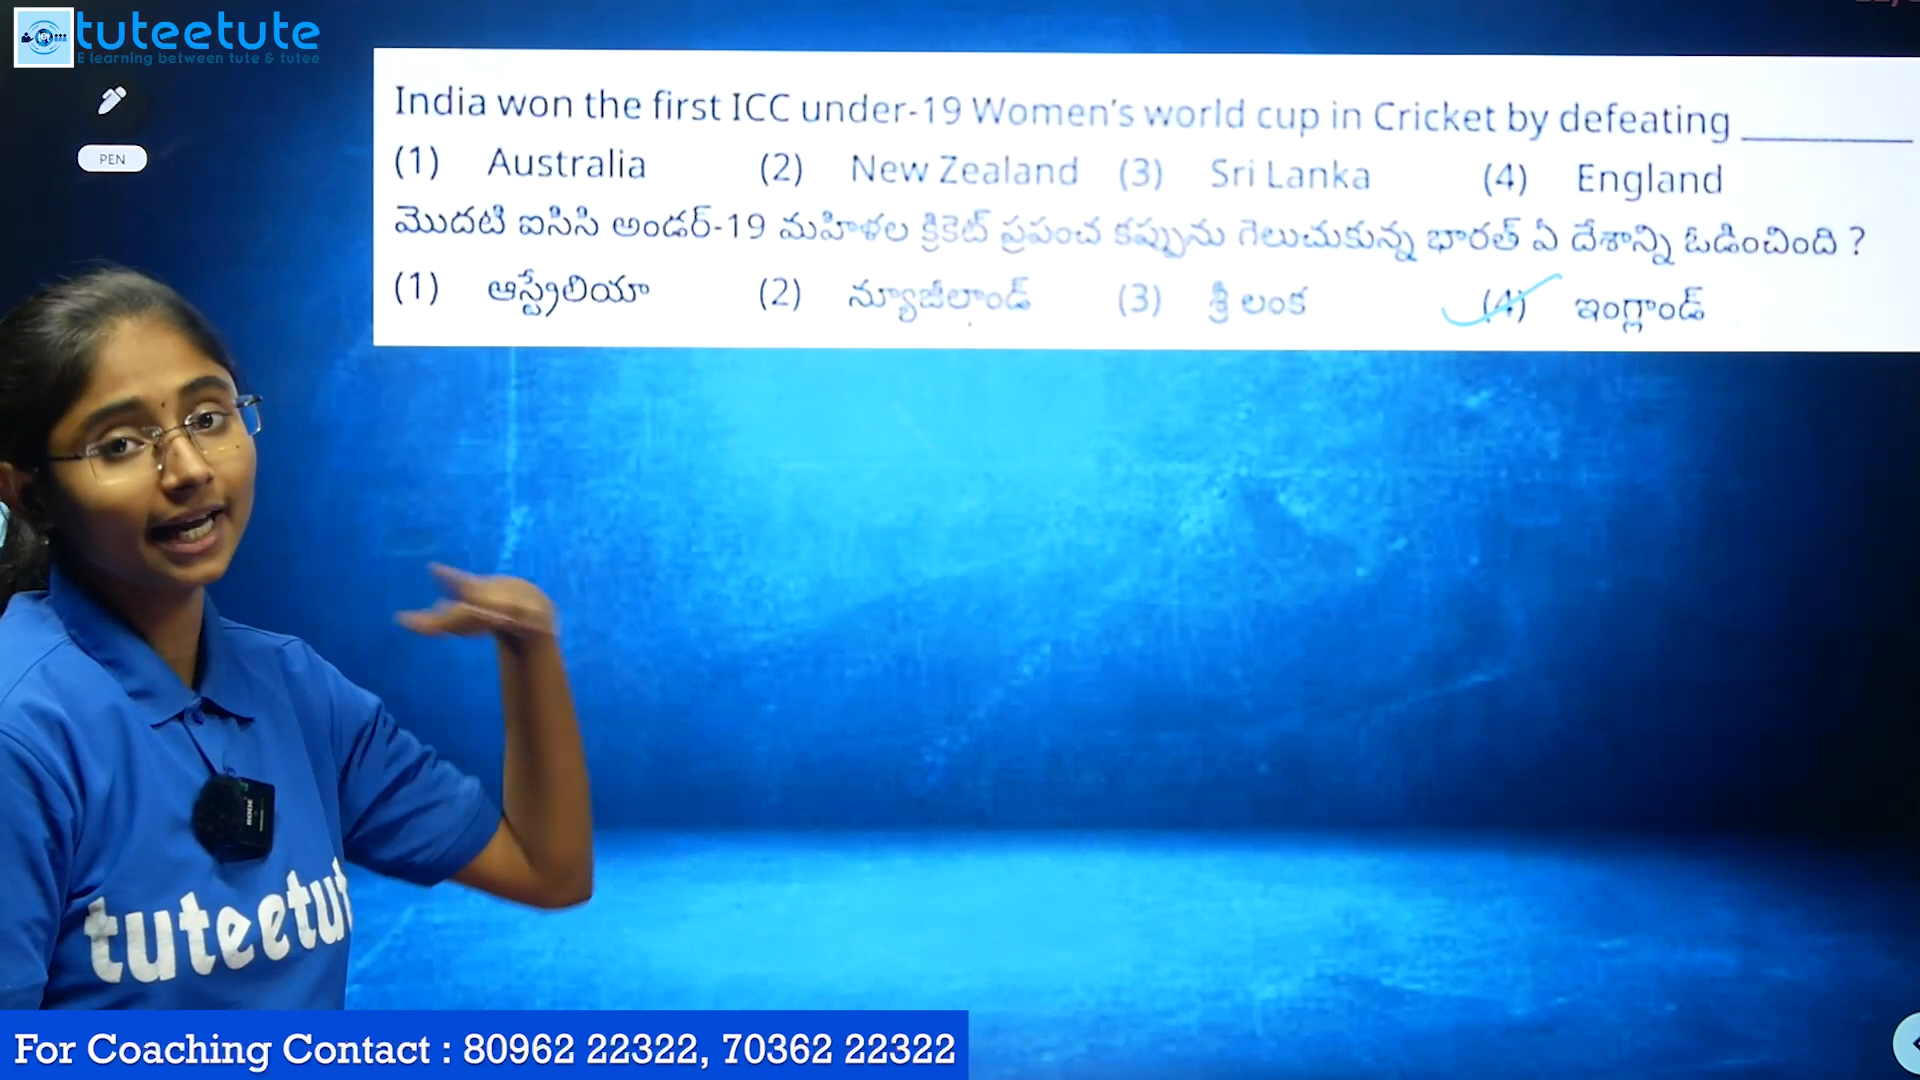 tuteetute
E learning between tute & tutee
PEN
India won the first ICC under-19 Women's world cup in Cricket by defeating ________
(1) Australia (2) New Zealand (3) Sri Lanka (4) England
మొదటి ఐసిసి అండర్-19 మహిళల క్రికెట్ ప్రపంచ కప్పును గెలుచుకున్న భారత్ ఏ దేశాన్ని ఓడించింది ?
(1) ఆస్ట్రేలియా (2) న్యూజీలాండ్ (3) శ్రీ లంక (4) ఇంగ్లాండ్
RODE
tuteetut
For Coaching Contact : 80962 22322, 70362 22322